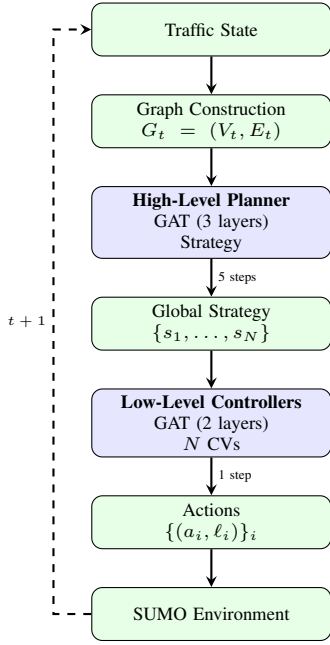 Traffic State
Graph Construction
G_t = (V_t, E_t)
High-Level Planner
GAT (3 layers)
Strategy
5 steps
Global Strategy
{s_1, . . . , s_N}
t + 1
Low-Level Controllers
GAT (2 layers)
N CVs
1 step
Actions
{(a_i, ℓ_i)}_i
SUMO Environment